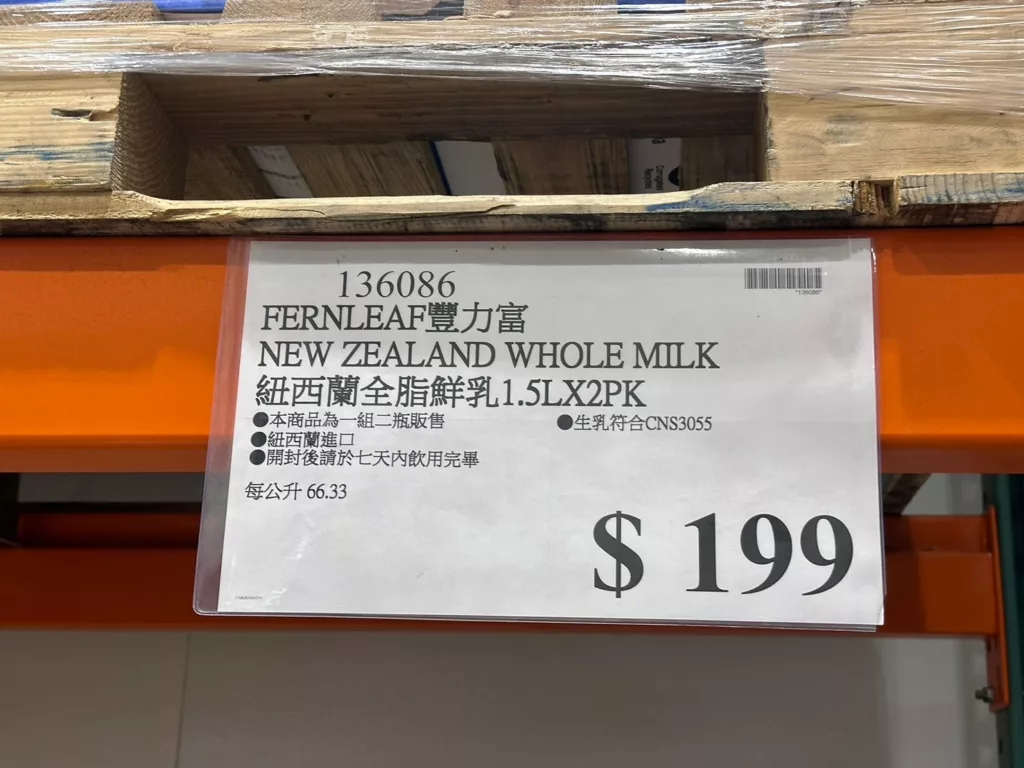 136086
*136086*
FERNLEAF豐力富
NEW ZEALAND WHOLE MILK
紐西蘭全脂鮮乳1.5LX2PK
●本商品為一組二瓶販售 ●生乳符合CNS3055
●紐西蘭進口
●開封後請於七天內飲用完畢
每公升 66.33
$ 199